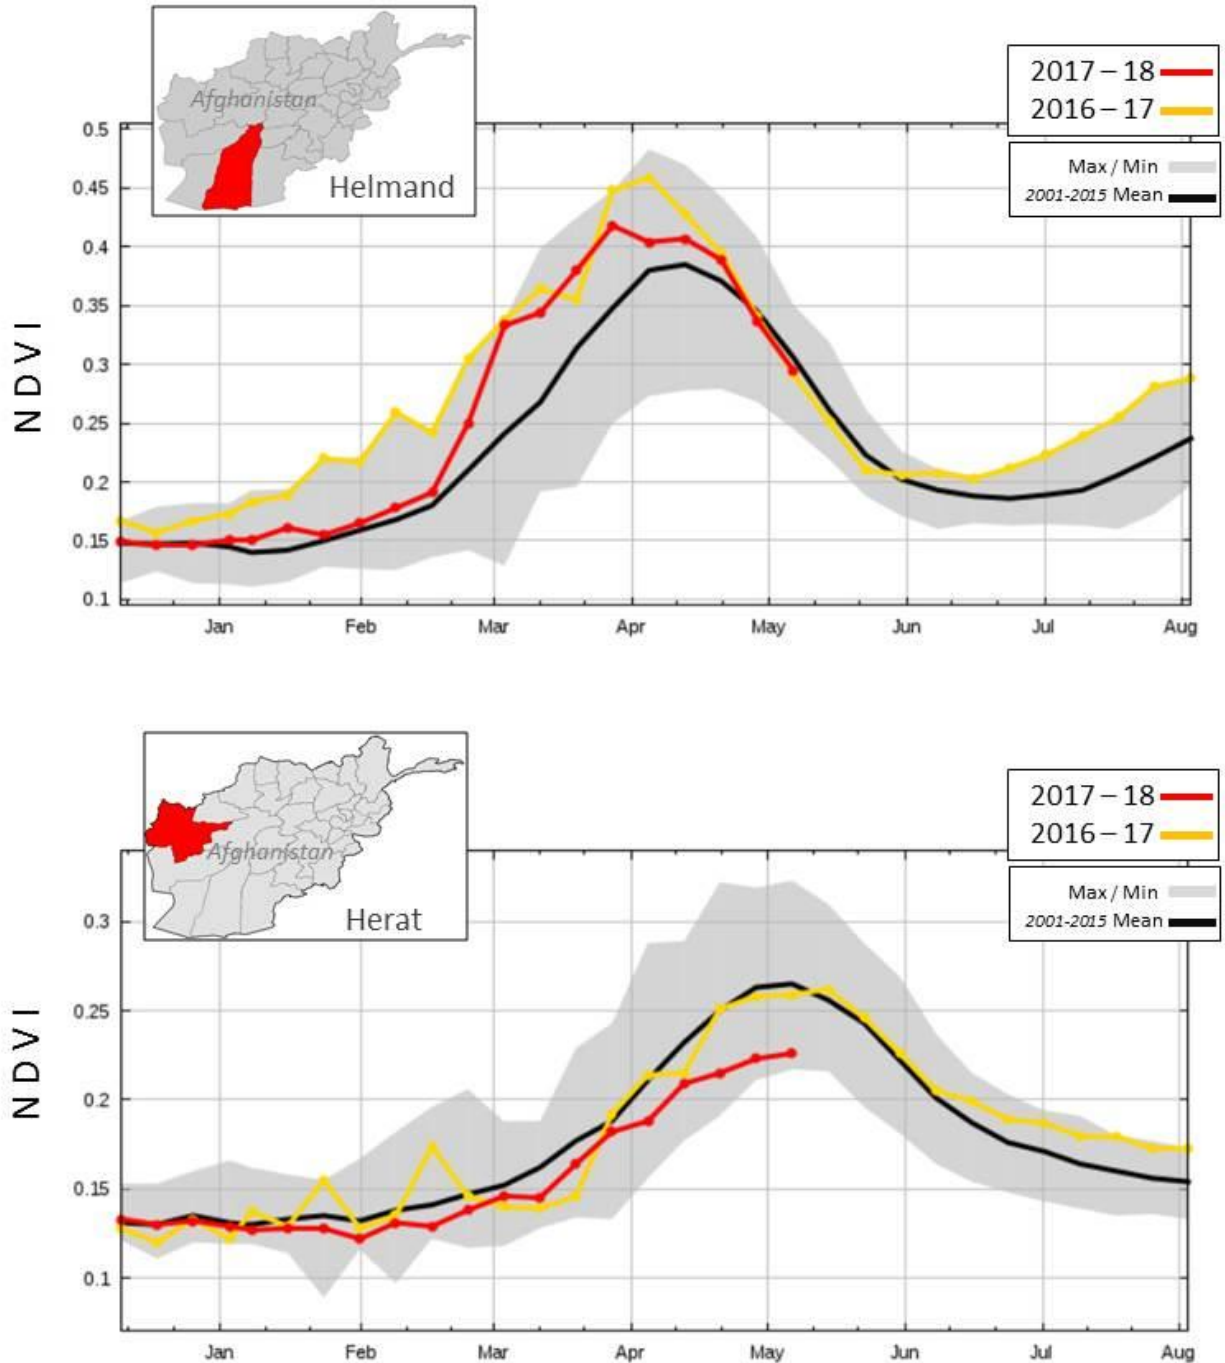 Afghanistan
Helmand
2017 – 18
2016 – 17
Max / Min
2001-2015 Mean
N D V I
0.5
0.45
0.4
0.35
0.3
0.25
0.2
0.15
0.1
Jan Feb Mar Apr May Jun Jul Aug
Afghanistan
Herat
2017 – 18
2016 – 17
Max / Min
2001-2015 Mean
N D V I
0.3
0.25
0.2
0.15
0.1
Jan Feb Mar Apr May Jun Jul Aug